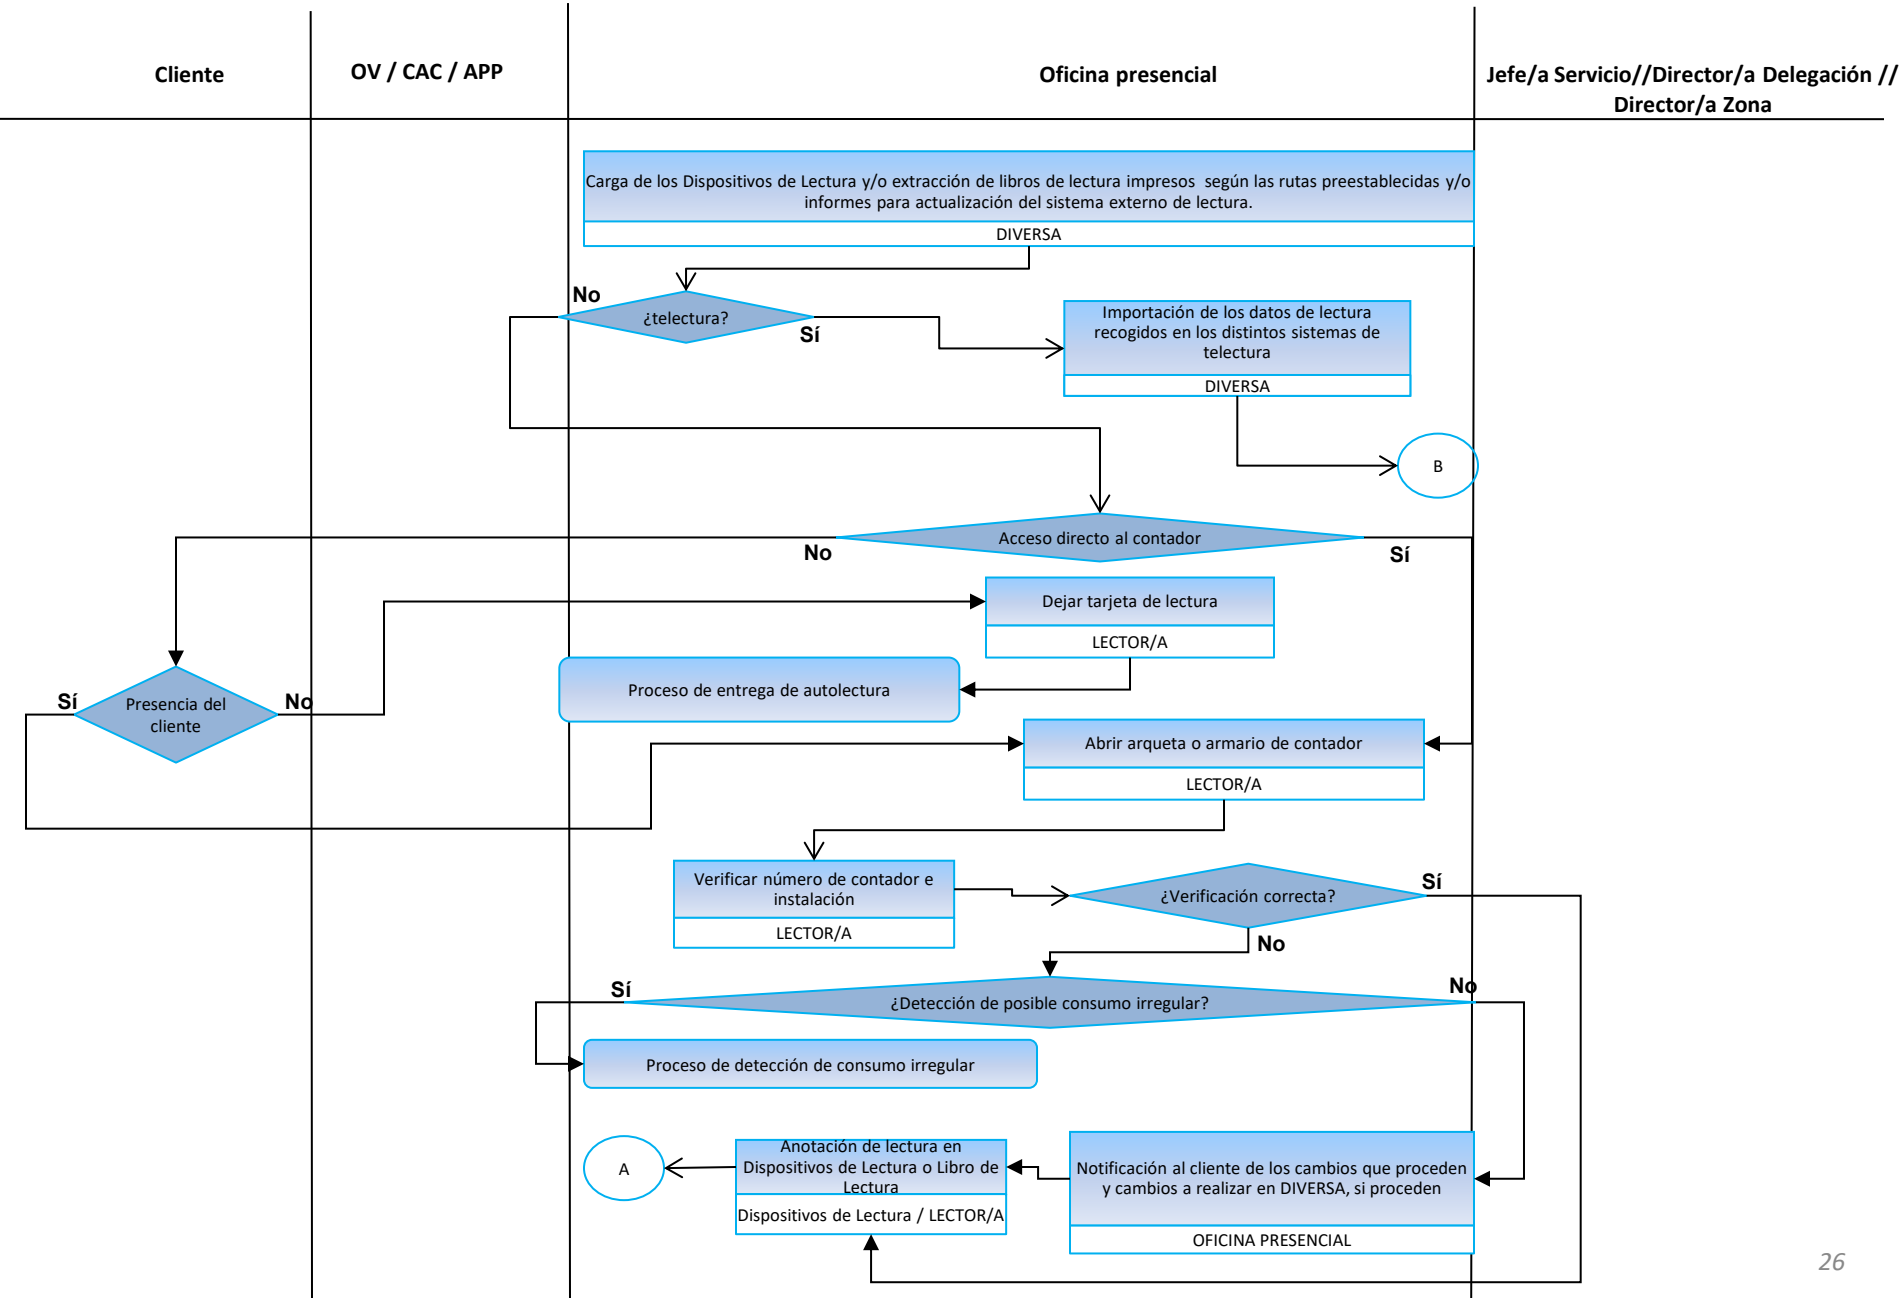 Cliente
OV / CAC / APP
Oficina presencial
Jefe/a Servicio//Director/a Delegación //
Director/a Zona
Carga de los Dispositivos de Lectura y/o extracción de libros de lectura impresos según las rutas preestablecidas y/o
informes para actualización del sistema externo de lectura.
DIVERSA
No
¿telectura?
Sí
Importación de los datos de lectura
recogidos en los distintos sistemas de
telectura
DIVERSA
B
Acceso directo al contador
No
Sí
Dejar tarjeta de lectura
LECTOR/A
Proceso de entrega de autolectura
Sí
Presencia del
cliente
No
Abrir arqueta o armario de contador
LECTOR/A
Verificar número de contador e
instalación
LECTOR/A
¿Verificación correcta?
Sí
No
Sí
¿Detección de posible consumo irregular?
No
Proceso de detección de consumo irregular
A
Anotación de lectura en
Dispositivos de Lectura o Libro de
Lectura
Dispositivos de Lectura / LECTOR/A
Notificación al cliente de los cambios que proceden
y cambios a realizar en DIVERSA, si proceden
OFICINA PRESENCIAL
26